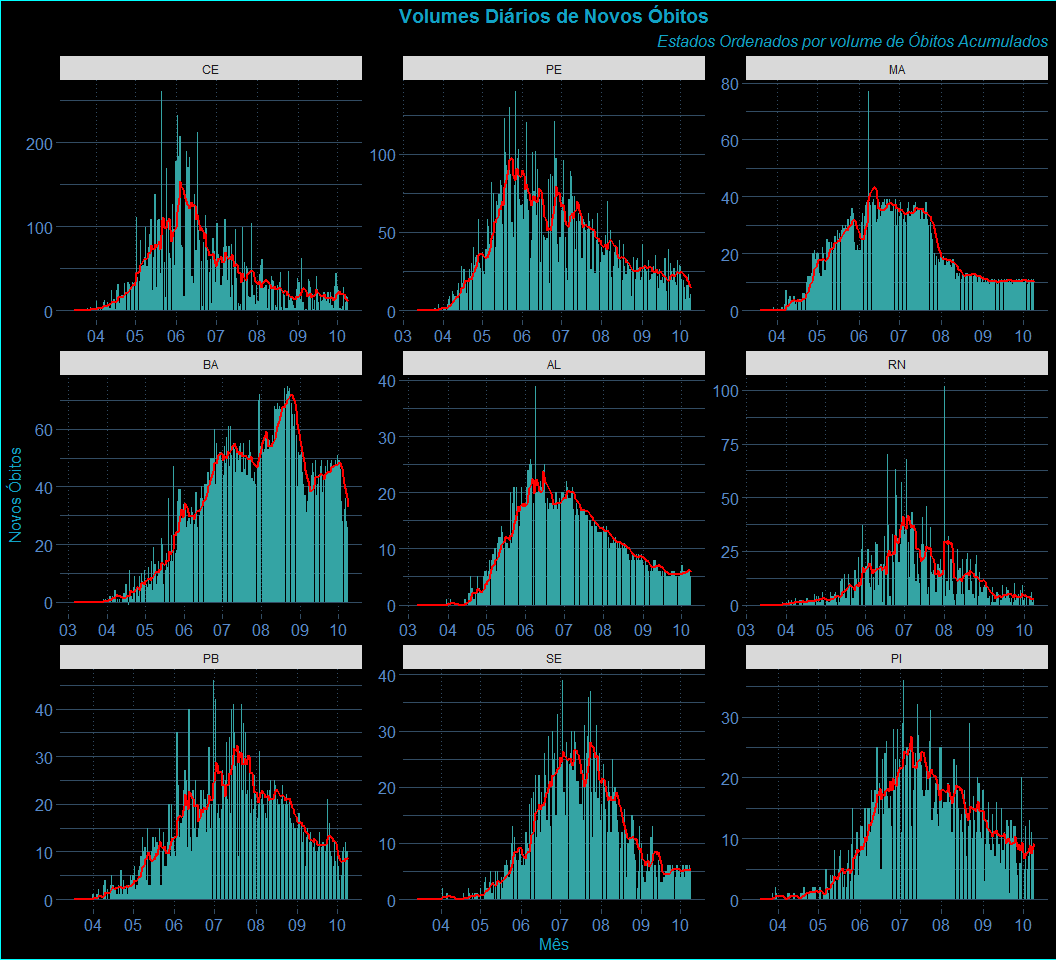 Volumes Diários de Novos Óbitos
Estados Ordenados por volume de Óbitos Acumulados
CE
PE
MA
200
100
0
04 05 06 07 08 09 10
100
50
0
03 04 05 06 07 08 09 10
80
60
40
20
0
04 05 06 07 08 09 10
BA
AL
RN
Novos Óbitos
60
40
20
0
03 04 05 06 07 08 09 10
40
30
20
10
0
03 04 05 06 07 08 09 10
100
75
50
25
0
03 04 05 06 07 08 09 10
PB
SE
PI
40
30
20
10
0
04 05 06 07 08 09 10
40
30
20
10
0
04 05 06 07 08 09 10
30
20
10
0
04 05 06 07 08 09 10
Mês